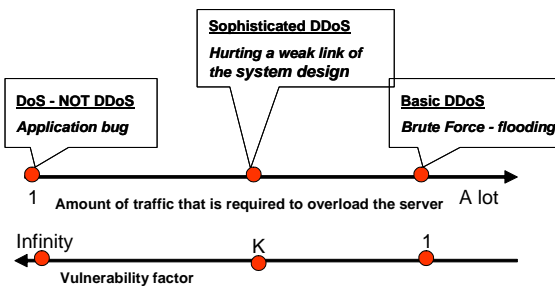 Sophisticated DDoS
Hurting a weak link of
the system design
DoS - NOT DDoS
Application bug
Basic DDoS
Brute Force - flooding
1
Amount of traffic that is required to overload the server
A lot
Infinity
K
1
Vulnerability factor